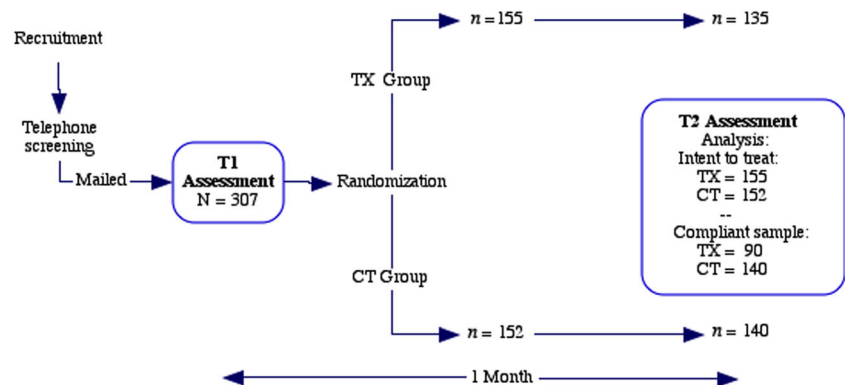 Recruitment
Telephone
screening
Mailed
T1
Assessment
N = 307
Randomization
TX Group
n =155
n = 135
CT Group
n = 152
n = 140
T2 Assessment
Analysis:
Intent to treat:
TX = 155
CT = 152
--
Compliant sample:
TX = 90
CT = 140
1 Month